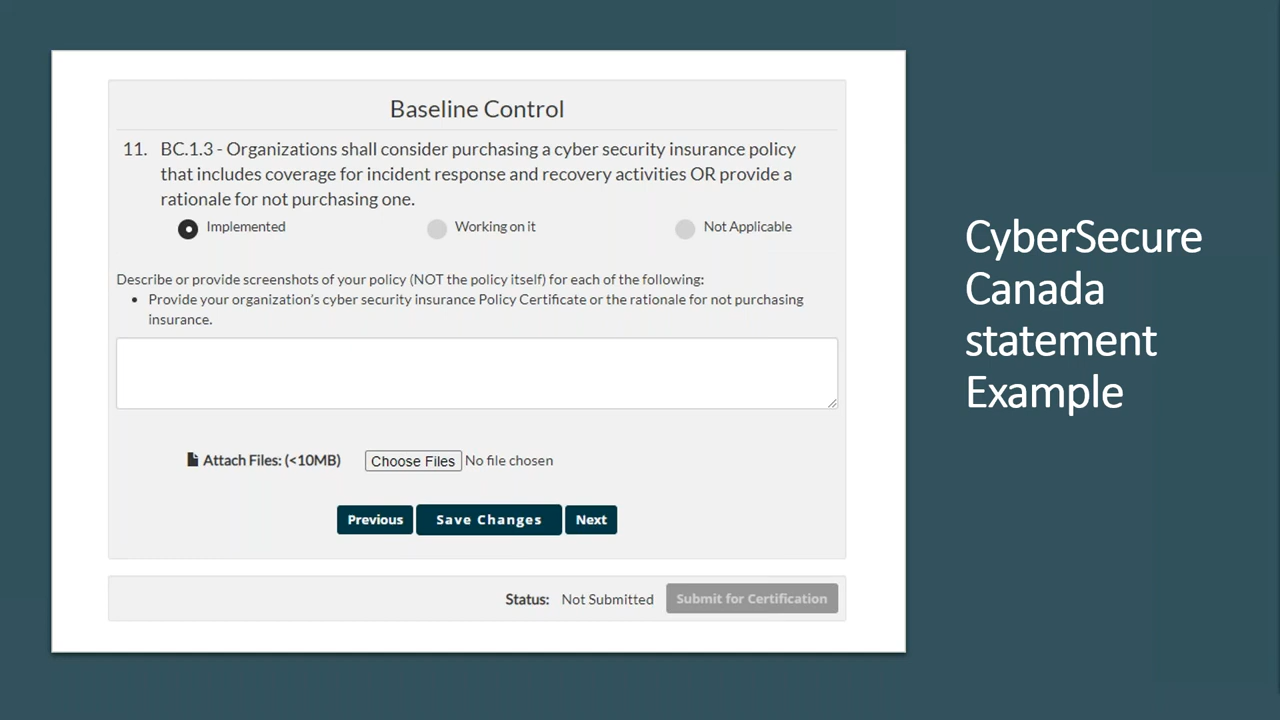 Baseline Control
11. BC.1.3 - Organizations shall consider purchasing a cyber security insurance policy
that includes coverage for incident response and recovery activities OR provide a
rationale for not purchasing one.
Implemented Working on it Not Applicable
Describe or provide screenshots of your policy (NOT the policy itself) for each of the following:
• Provide your organization's cyber security insurance Policy Certificate or the rationale for not purchasing
insurance.
Attach Files: (<10MB) Choose Files No file chosen
Previous Save Changes Next
Status: Not Submitted Submit for Certification
CyberSecure
Canada
statement
Example